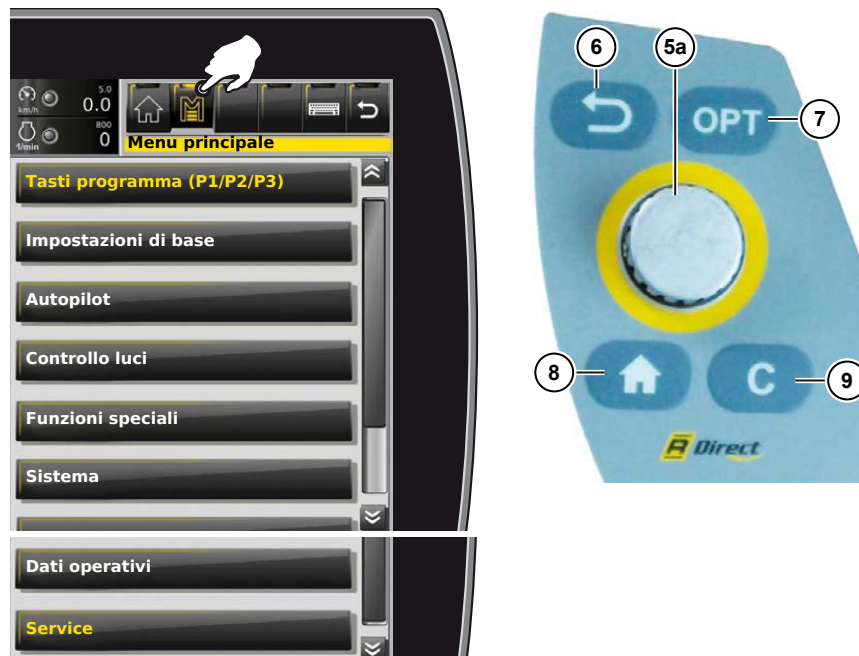 5.0
km/h
0.0
800
1/min
0
Menu principale
Tasti programma (P1/P2/P3)
Impostazioni di base
Autopilot
Controllo luci
Funzioni speciali
Sistema
Dati operativi
Service
6
5a
7
OPT
8
9
C
R Direct